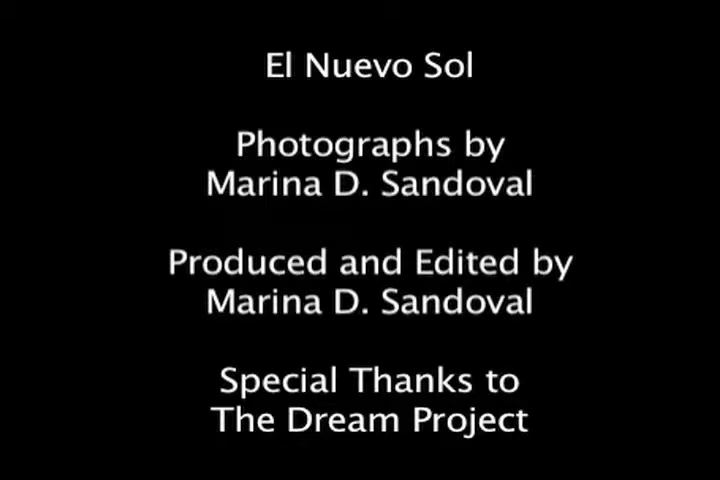 El Nuevo Sol
Photographs by
Marina D. Sandoval
Produced and Edited by
Marina D. Sandoval
Special Thanks to
The Dream Project